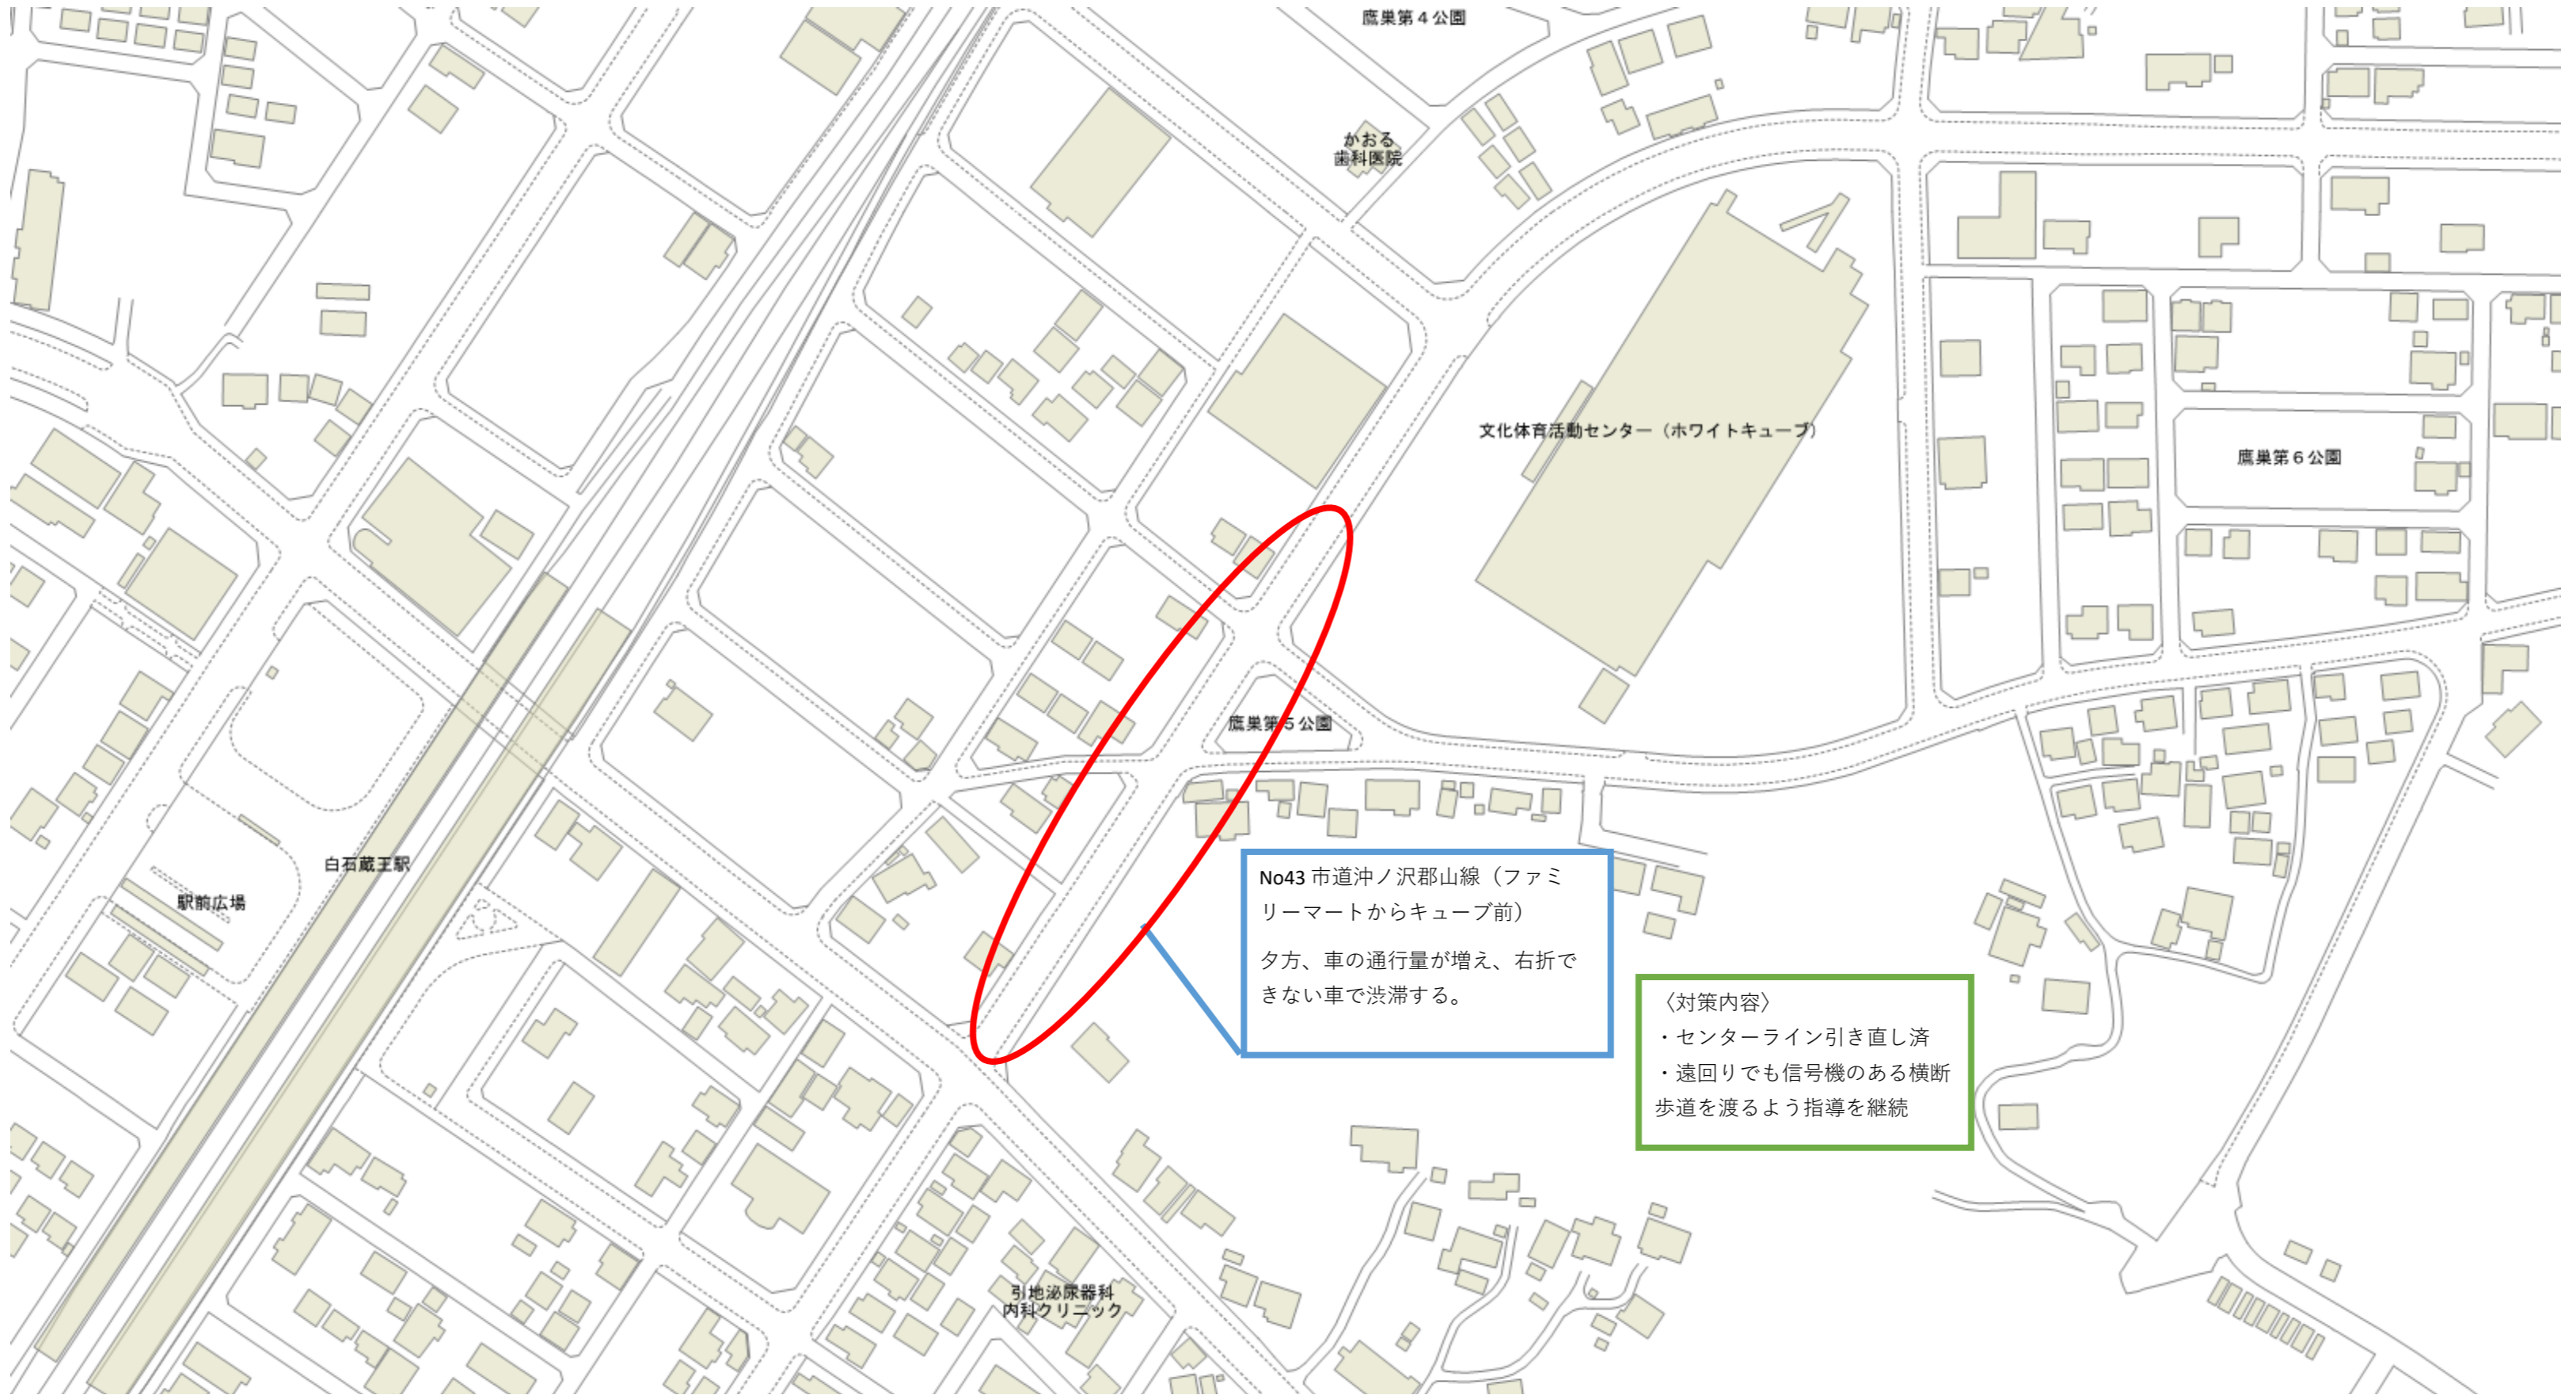 鷹巣第４公園
かおる
歯科医院
文化体育活動センター（ホワイトキューブ）
鷹巣第６公園
鷹巣第５公園
白石蔵王駅
駅前広場
No43 市道沖ノ沢郡山線（ファミ
リーマートからキューブ前）
夕方、車の通行量が増え、右折で
きない車で渋滞する。
〈対策内容〉
・センターライン引き直し済
・遠回りでも信号機のある横断
歩道を渡るよう指導を継続
引地泌尿器科
内科クリニック